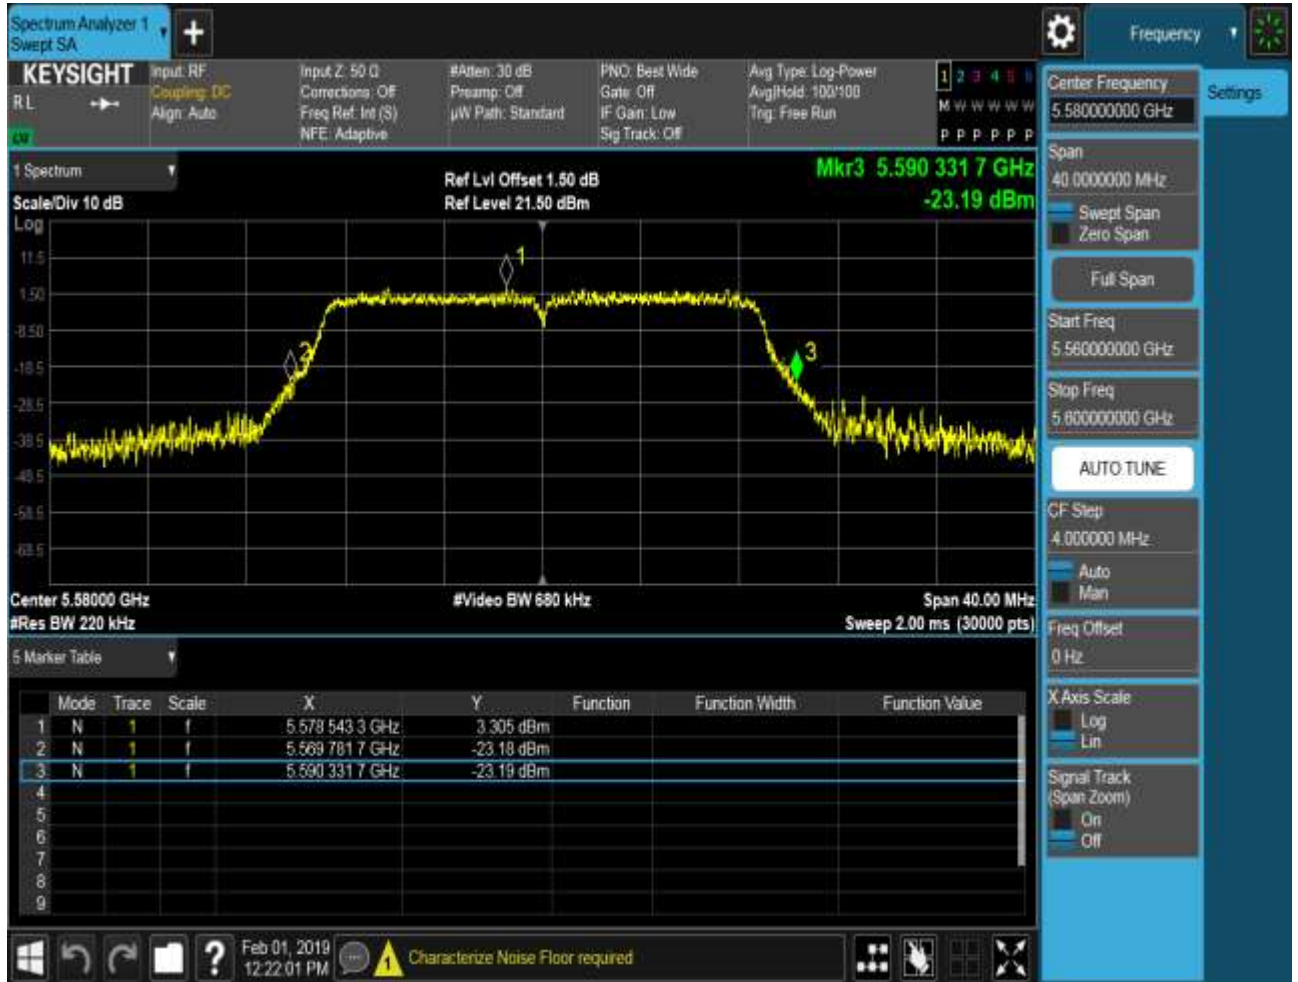 Spectrum Analyzer 1
Swept SA
Frequency
KEYSIGHT
R L
Input: RF
Coupling: DC
Align: Auto
Input Z: 50 Ω
Corrections: Off
Freq Ref: Int (S)
NFE: Adaptive
#Atten: 30 dB
Preamp: Off
µW Path: Standard
PNO: Best Wide
Gate: Off
IF Gain: Low
Sig Track: Off
Avg Type: Log-Power
Avg|Hold: 100/100
Trig: Free Run
1 2 3 4 5 6
M W W W W W
P P P P P P
1 Spectrum
Scale/Div 10 dB
Ref Lvl Offset 1.50 dB
Ref Level 21.50 dBm
Mkr3 5.590 331 7 GHz
-23.19 dBm
Log
11.5
1.50
-8.50
-18.5
-28.5
-38.5
-48.5
-58.5
-68.5
1
2
3
Center 5.58000 GHz
#Video BW 680 kHz
Span 40.00 MHz
#Res BW 220 kHz
Sweep 2.00 ms (30000 pts)
5 Marker Table
Mode Trace Scale X Y Function Function Width Function Value
1 N 1 f 5.578 543 3 GHz 3.305 dBm
2 N 1 f 5.569 781 7 GHz -23.18 dBm
3 N 1 f 5.590 331 7 GHz -23.19 dBm
4
5
6
7
8
9
Feb 01, 2019
12:22:01 PM
Characterize Noise Floor required
Center Frequency
5.580000000 GHz
Settings
Span
40.0000000 MHz
Swept Span
Zero Span
Full Span
Start Freq
5.560000000 GHz
Stop Freq
5.600000000 GHz
AUTO TUNE
CF Step
4.000000 MHz
Auto
Man
Freq Offset
0 Hz
X Axis Scale
Log
Lin
Signal Track
(Span Zoom)
On
Off